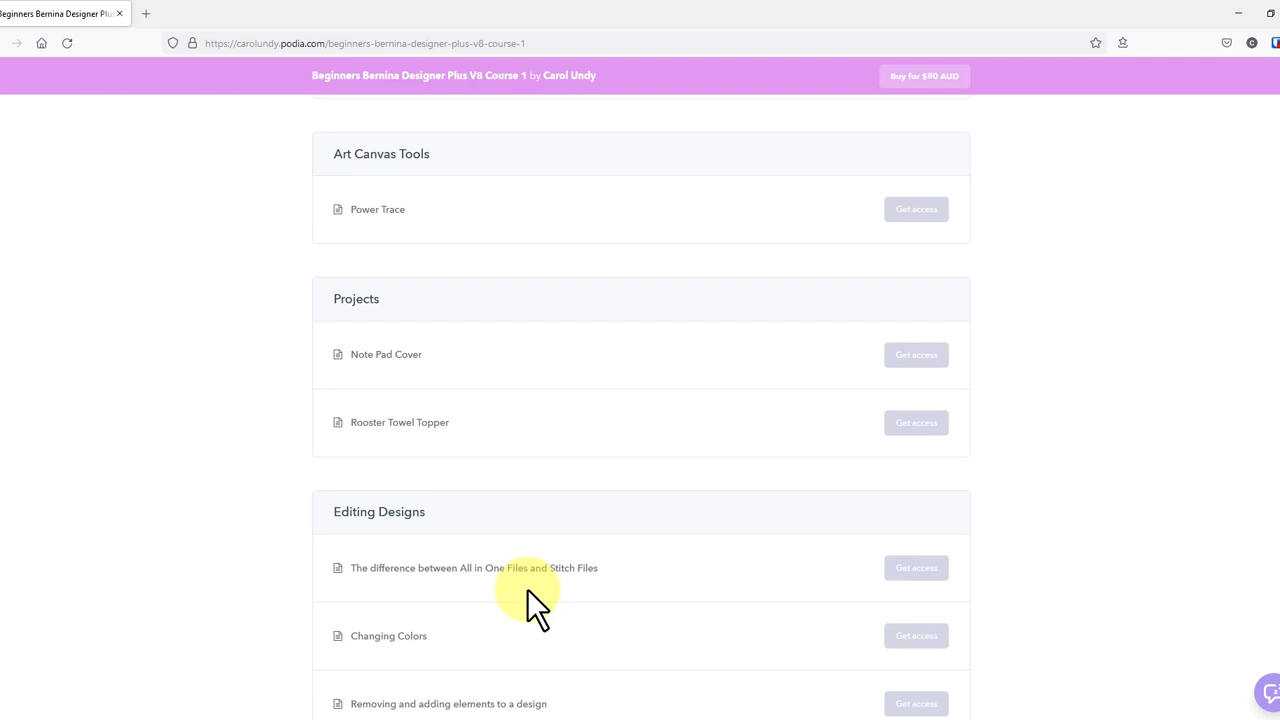 Beginners Bernina Designer Plu
https://carolundy.podia.com/beginners-bernina-designer-plus-v8-course-1
Beginners Bernina Designer Plus V8 Course 1 by Carol Undy
Buy for $80 AUD
Art Canvas Tools
Power Trace
Get access
Projects
Note Pad Cover
Get access
Rooster Towel Topper
Get access
Editing Designs
The difference between All in One Files and Stitch Files
Get access
Changing Colors
Get access
Removing and adding elements to a design
Get access